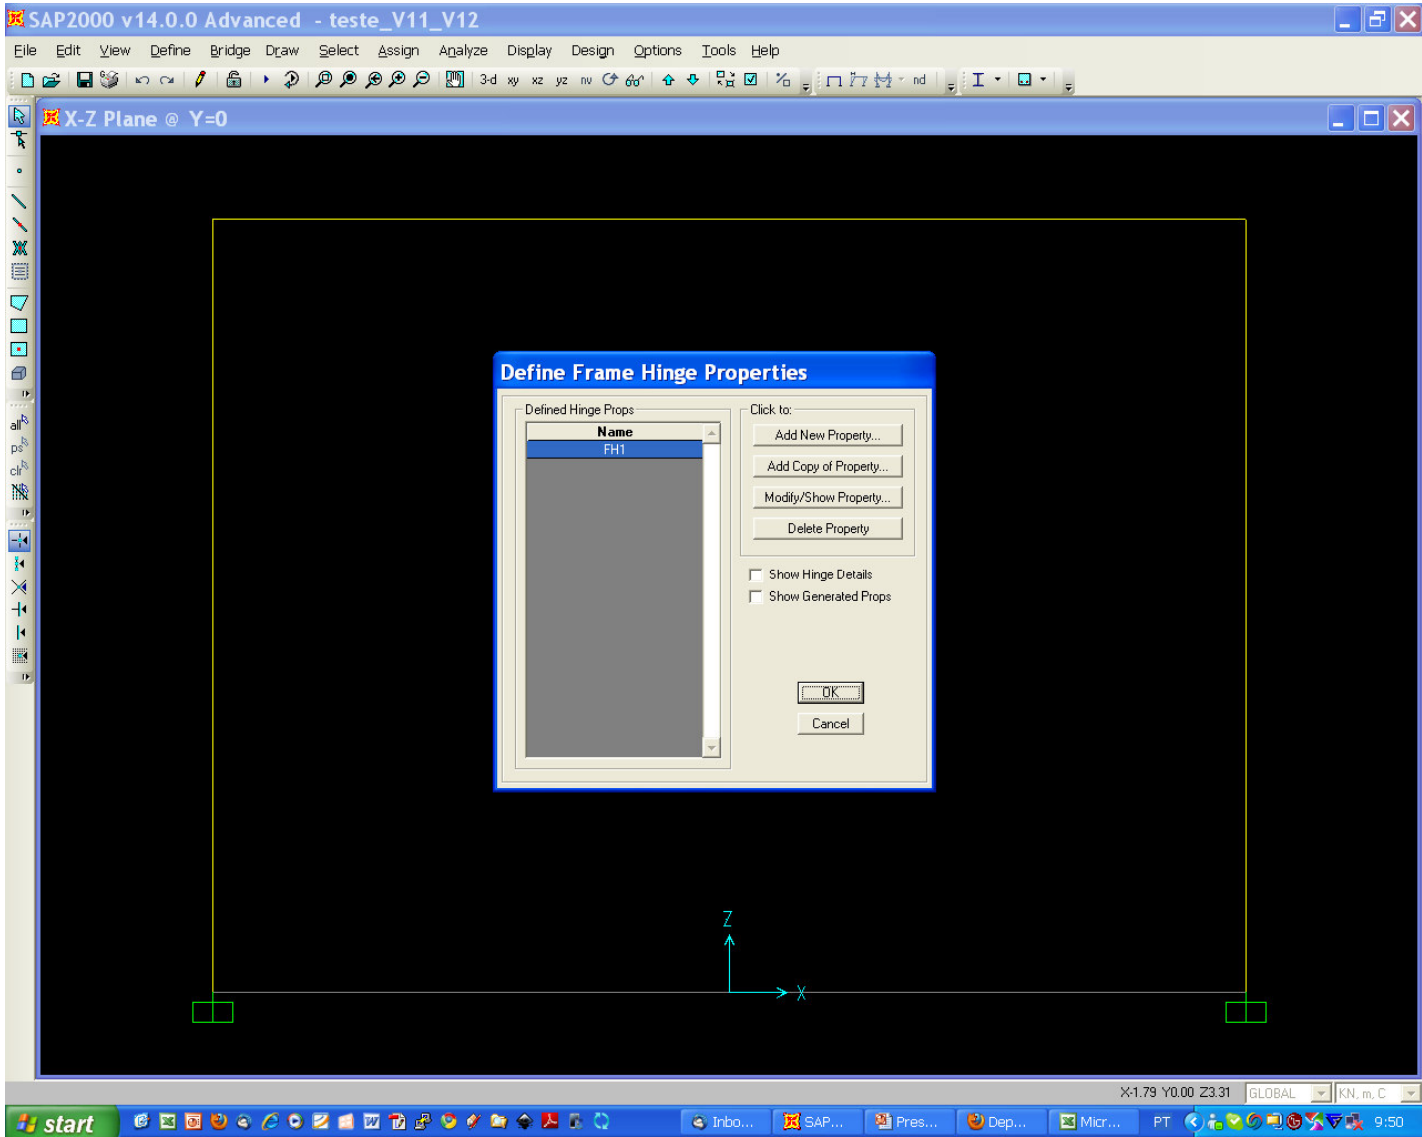 SAP2000 v14.0.0 Advanced - teste_V11_V12
File Edit View Define Bridge Draw Select Assign Analyze Display Design Options Tools Help
3-d xy xz yz nv nd
X-Z Plane @ Y=0
all
ps
clr
Define Frame Hinge Properties
Defined Hinge Props
Name
FH1
Click to:
Add New Property...
Add Copy of Property...
Modify/Show Property...
Delete Property
Show Hinge Details
Show Generated Props
OK
Cancel
Z
X
X-1.79 Y0.00 Z3.31 GLOBAL KN, m, C
start Inbo... SAP... Pres... Dep... Micr... PT 9:50